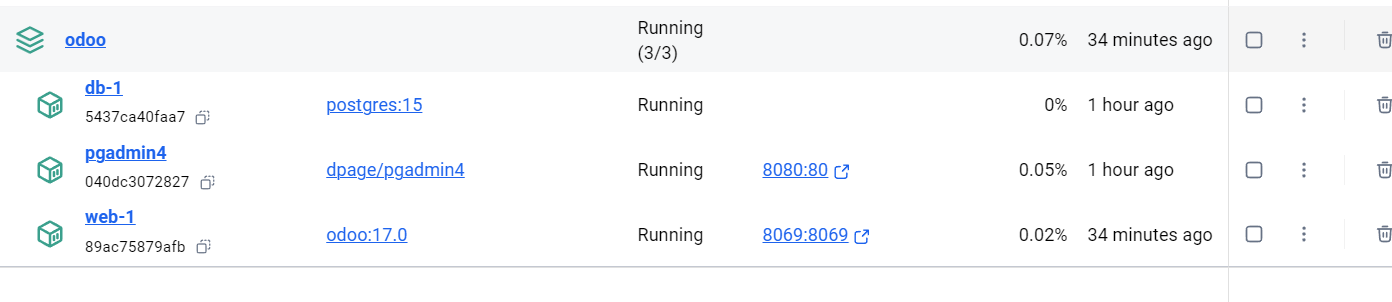 odoo Running (3/3) 0.07% 34 minutes ago
db-1
5437ca40faa7 postgres:15 Running 0% 1 hour ago
pgadmin4
040dc3072827 dpage/pgadmin4 Running 8080:80 0.05% 1 hour ago
web-1
89ac75879afb odoo:17.0 Running 8069:8069 0.02% 34 minutes ago